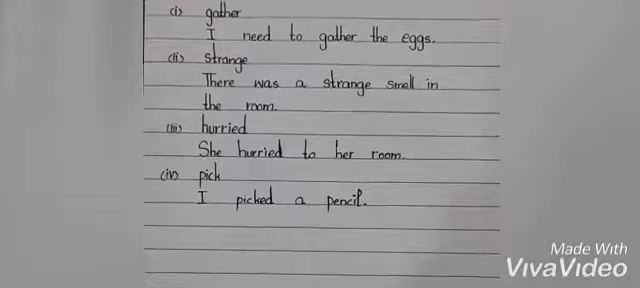 (i) gather
I need to gather the eggs.
(ii) strange
There was a strange smell in
the room.
(iii) hurried
She hurried to her room.
(iv) pick
I picked a pencil.
Made With
VivaVideo